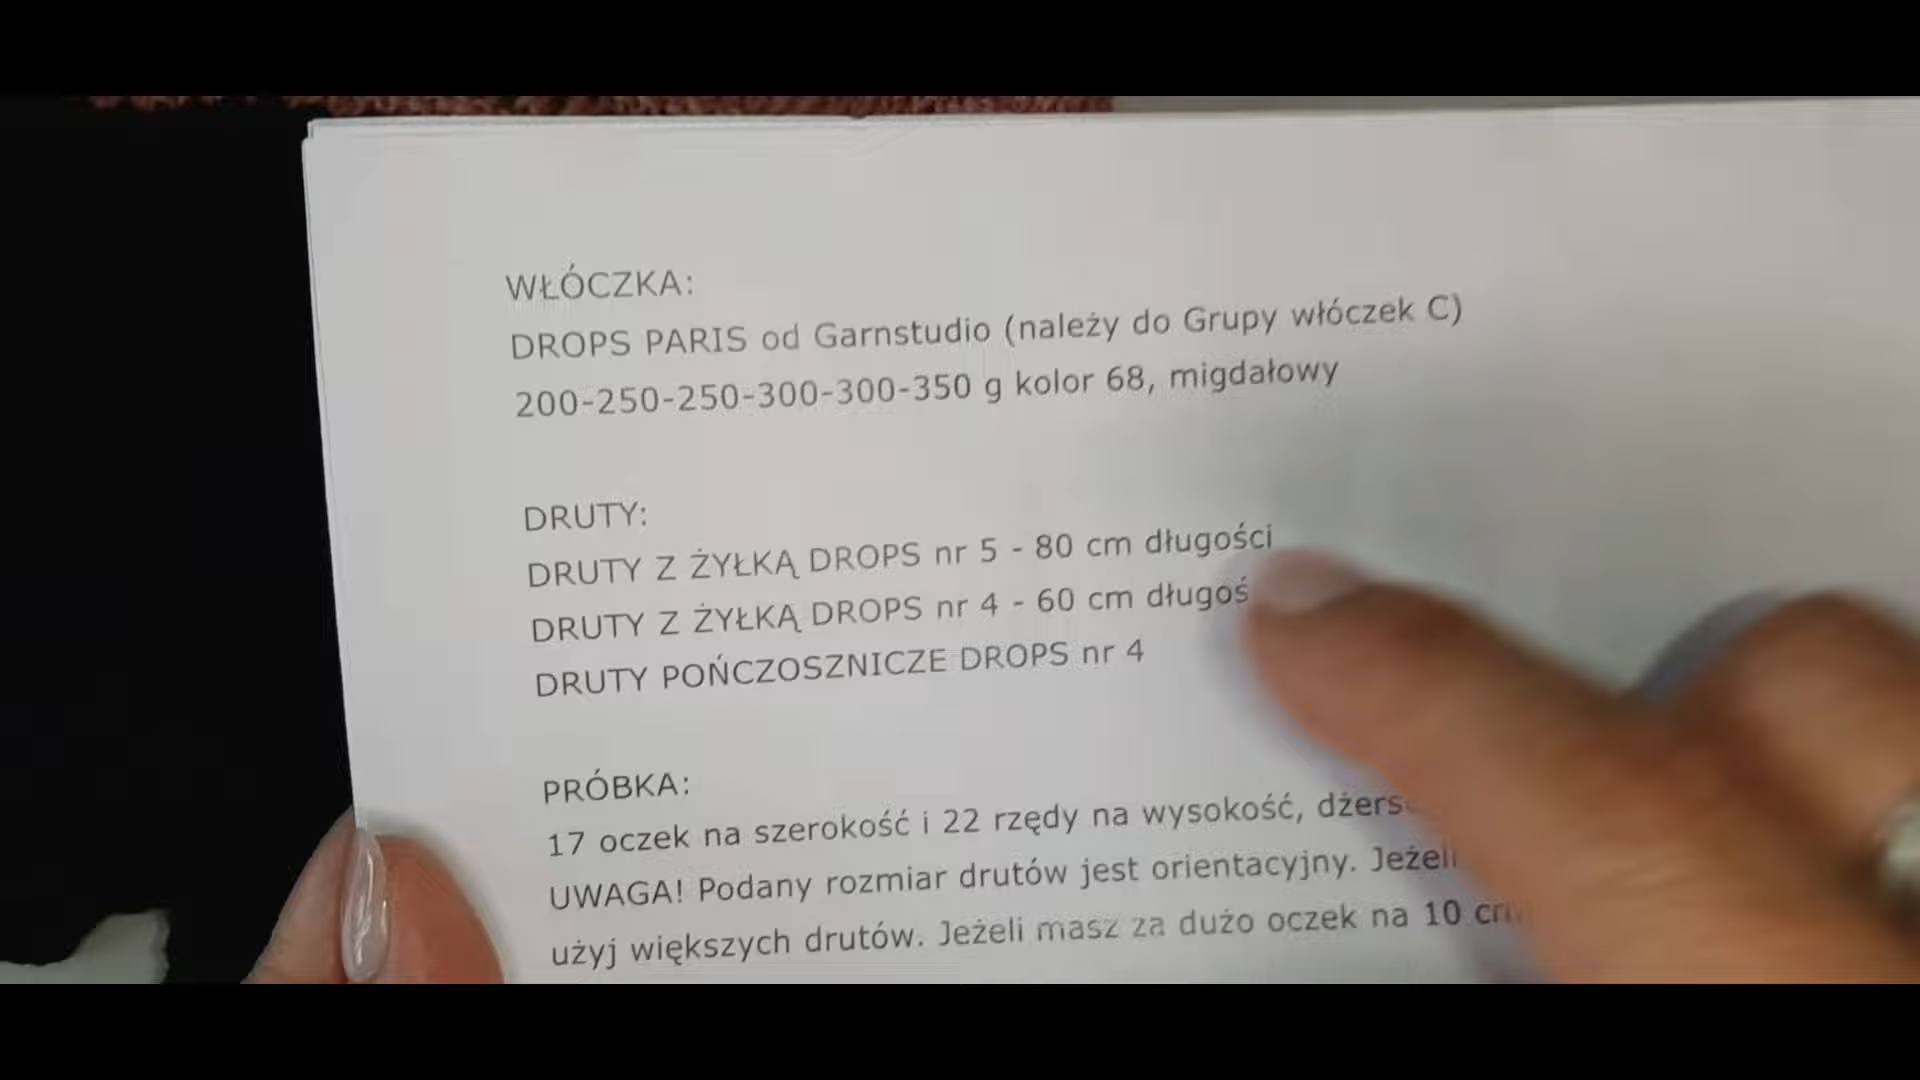 WŁÓCZKA:
DROPS PARIS od Garnstudio (należy do Grupy włóczek C)
200-250-250-300-300-350 g kolor 68, migdałowy
DRUTY:
DRUTY Z ŻYŁKĄ DROPS nr 5 - 80 cm długości
DRUTY Z ŻYŁKĄ DROPS nr 4 - 60 cm długoś
DRUTY POŃCZOSZNICZE DROPS nr 4
PRÓBKA:
17 oczek na szerokość i 22 rzędy na wysokość,
UWAGA! Podany rozmiar drutów jest orientacyjny. Jeżeli
użyj większych drutów. Jeżeli masz za dużo oczek na 10 cm